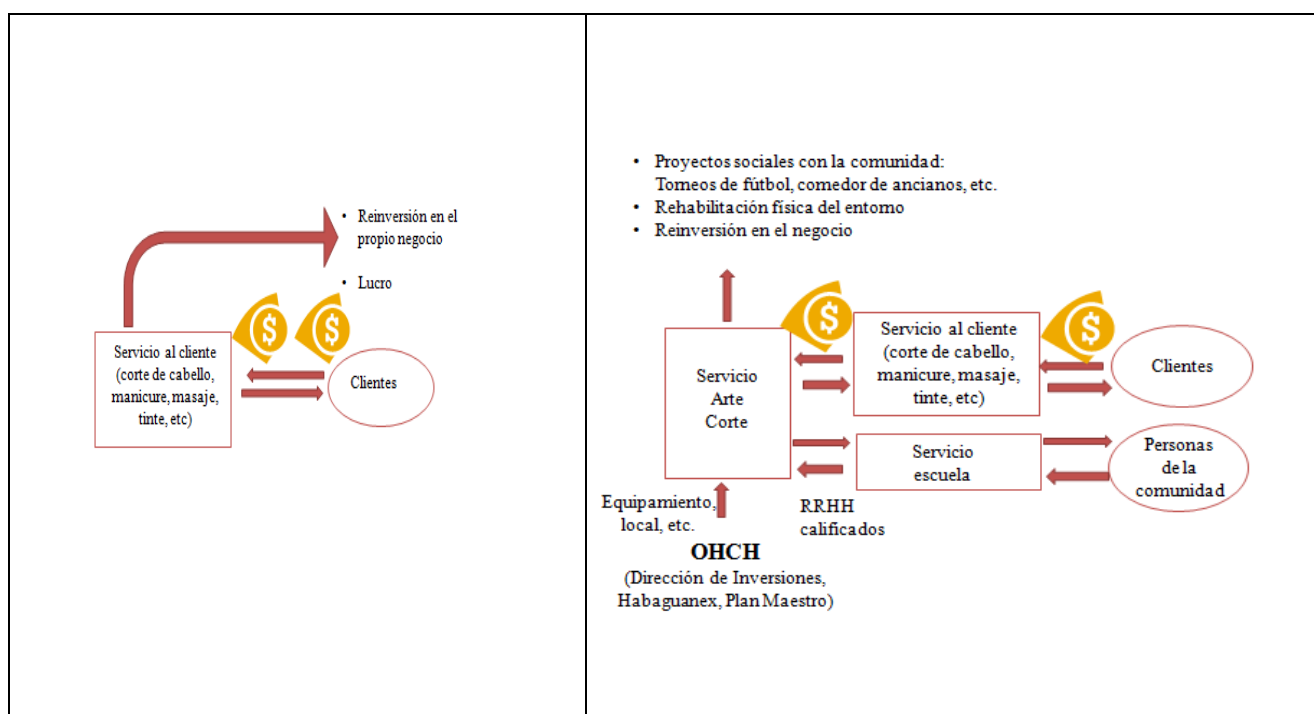 • Reinversión en el
propio negocio
• Lucro
$
$
Servicio al cliente
(corte de cabello,
manicure, masaje,
tinte, etc)
Clientes
• Proyectos sociales con la comunidad:
Torneos de fútbol, comedor de ancianos, etc.
• Rehabilitación física del entorno
• Reinversión en el negocio
$
$
Servicio
Arte
Corte
Servicio al cliente
(corte de cabello,
manicure, masaje,
tinte, etc)
Clientes
Servicio
escuela
Personas
de la
comunidad
Equipamiento,
local, etc.
RRHH
calificados
OHCH
(Dirección de Inversiones,
Habaguanex, Plan Maestro)